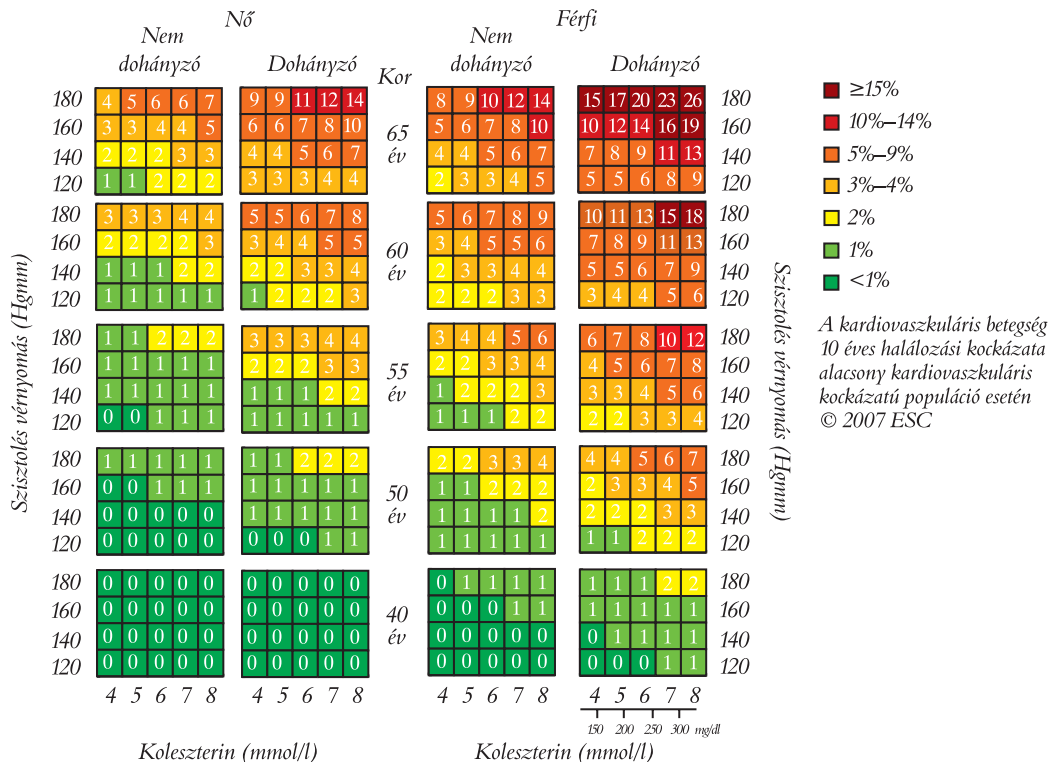 Nő Férfi
Nem dohányzó Dohányzó Kor Nem dohányzó Dohányzó
180 4 5 6 6 7 9 9 11 12 14 8 9 10 12 14 15 17 20 23 26 180
160 3 3 4 4 5 6 6 7 8 10 65 év 5 6 7 8 10 10 12 14 16 19 160
140 2 2 2 3 3 4 4 5 6 7 4 4 5 6 7 7 8 9 11 13 140
120 1 1 2 2 2 3 3 3 4 4 2 3 3 4 5 5 5 6 8 9 120
180 3 3 3 4 4 5 5 6 7 8 5 6 7 8 9 10 11 13 15 18 180
160 2 2 2 2 3 3 4 4 5 5 60 év 3 4 5 5 6 7 8 9 11 13 160
140 1 1 1 2 2 2 2 3 3 4 2 3 3 4 4 5 5 6 7 9 140
120 1 1 1 1 1 1 2 2 2 3 2 2 2 3 3 3 4 4 5 6 120
180 1 1 2 2 2 3 3 3 4 4 3 4 4 5 6 6 7 8 10 12 180
160 1 1 1 1 1 2 2 2 3 3 55 év 2 2 3 3 4 4 5 6 7 8 160
140 1 1 1 1 1 1 1 1 2 2 1 2 2 2 3 3 3 4 5 6 140
120 0 0 1 1 1 1 1 1 1 1 1 1 1 2 2 2 2 3 3 4 120
180 1 1 1 1 1 1 1 2 2 2 2 2 3 3 4 4 4 5 6 7 180
160 0 0 1 1 1 1 1 1 1 1 50 év 1 1 2 2 2 2 3 3 4 5 160
140 0 0 0 0 0 1 1 1 1 1 1 1 1 1 2 2 2 2 3 3 140
120 0 0 0 0 0 0 0 0 1 1 1 1 1 1 1 1 1 2 2 2 120
180 0 0 0 0 0 0 0 0 0 0 0 1 1 1 1 1 1 1 2 2 180
160 0 0 0 0 0 0 0 0 0 0 40 év 0 0 0 1 1 1 1 1 1 1 160
140 0 0 0 0 0 0 0 0 0 0 0 0 0 0 0 0 1 1 1 1 140
120 0 0 0 0 0 0 0 0 0 0 0 0 0 0 0 0 0 0 1 1 120
4 5 6 7 8 4 5 6 7 8 4 5 6 7 8 4 5 6 7 8
150 200 250 300 mg/dl
Koleszterin (mmol/l) Koleszterin (mmol/l)
Szisztolés vérnyomás (Hgmm)
Szisztolés vérnyomás (Hgmm)
≥15%
10%–14%
5%–9%
3%–4%
2%
1%
<1%
A kardiovaszkuláris betegség
10 éves halálozási kockázata
alacsony kardiovaszkuláris
kockázatú populáció esetén
© 2007 ESC